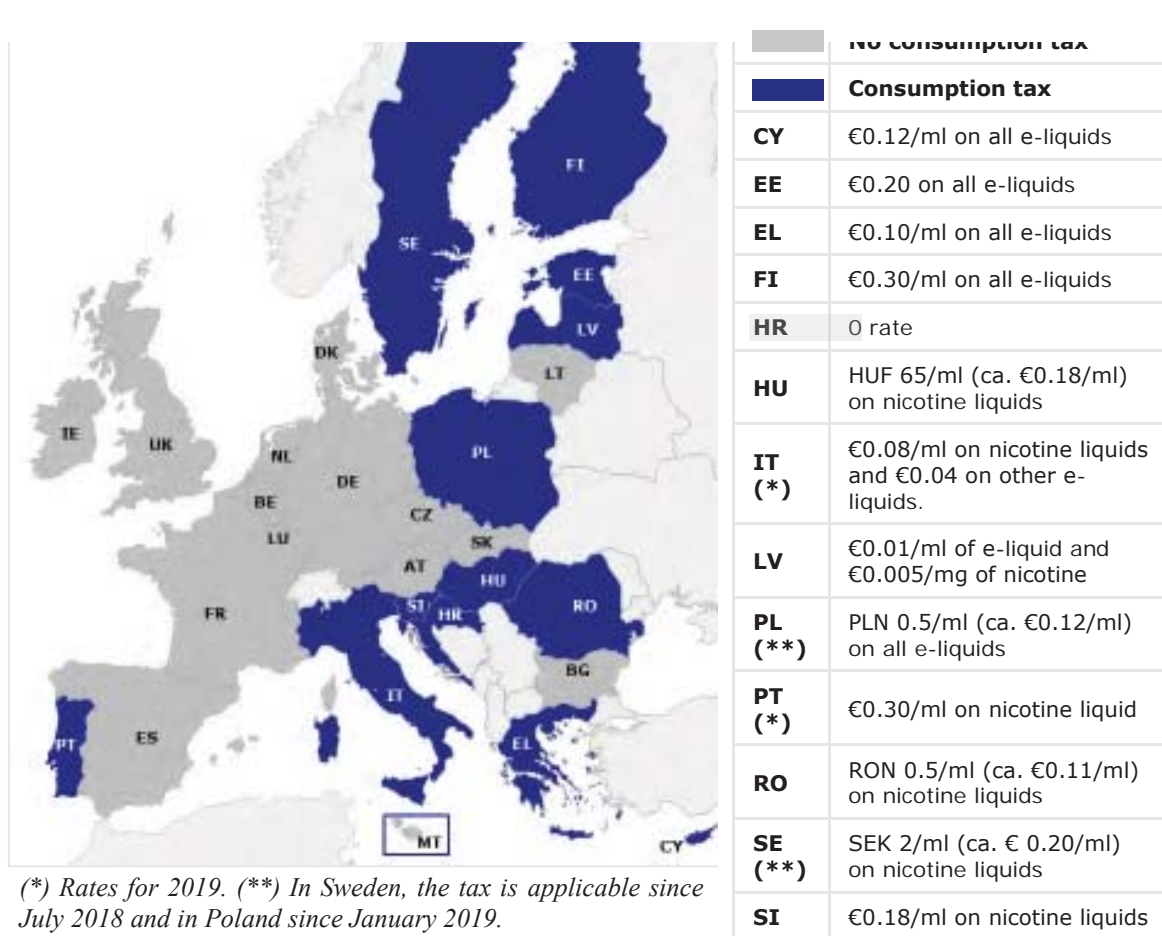 FI
SE
EE
LV
DK
LT
IE
UK
NL
PL
DE
BE
CZ
LU
SK
AT
HU
SI
HR
RO
FR
BG
IT
PT
ES
EL
MT
CY
(*) Rates for 2019. (**) In Sweden, the tax is applicable since
July 2018 and in Poland since January 2019.
No consumption tax
Consumption tax
CY €0.12/ml on all e-liquids
EE €0.20 on all e-liquids
EL €0.10/ml on all e-liquids
FI €0.30/ml on all e-liquids
HR 0 rate
HU HUF 65/ml (ca. €0.18/ml)
on nicotine liquids
IT (*) €0.08/ml on nicotine liquids
and €0.04 on other e-
liquids.
LV €0.01/ml of e-liquid and
€0.005/mg of nicotine
PL (**) PLN 0.5/ml (ca. €0.12/ml)
on all e-liquids
PT (*) €0.30/ml on nicotine liquid
RO RON 0.5/ml (ca. €0.11/ml)
on nicotine liquids
SE (**) SEK 2/ml (ca. € 0.20/ml)
on nicotine liquids
SI €0.18/ml on nicotine liquids